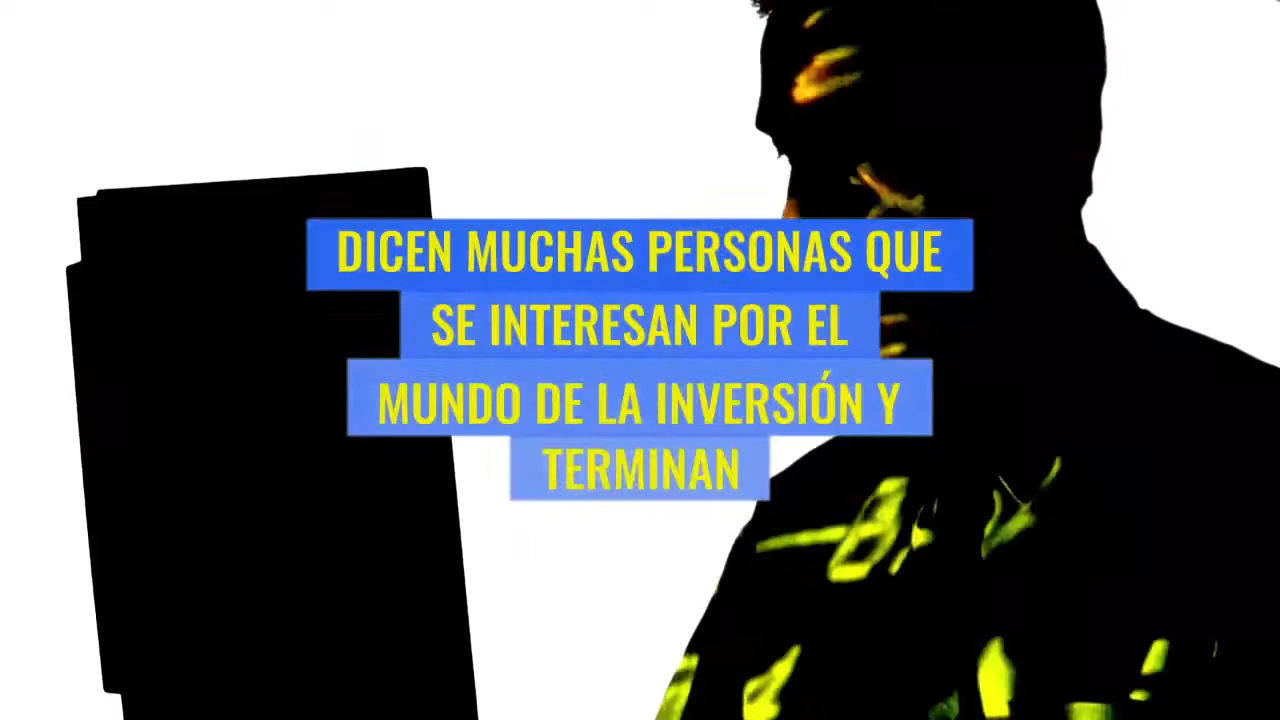 DICEN MUCHAS PERSONAS QUE
SE INTERESAN POR EL
MUNDO DE LA INVERSIÓN Y
TERMINAN